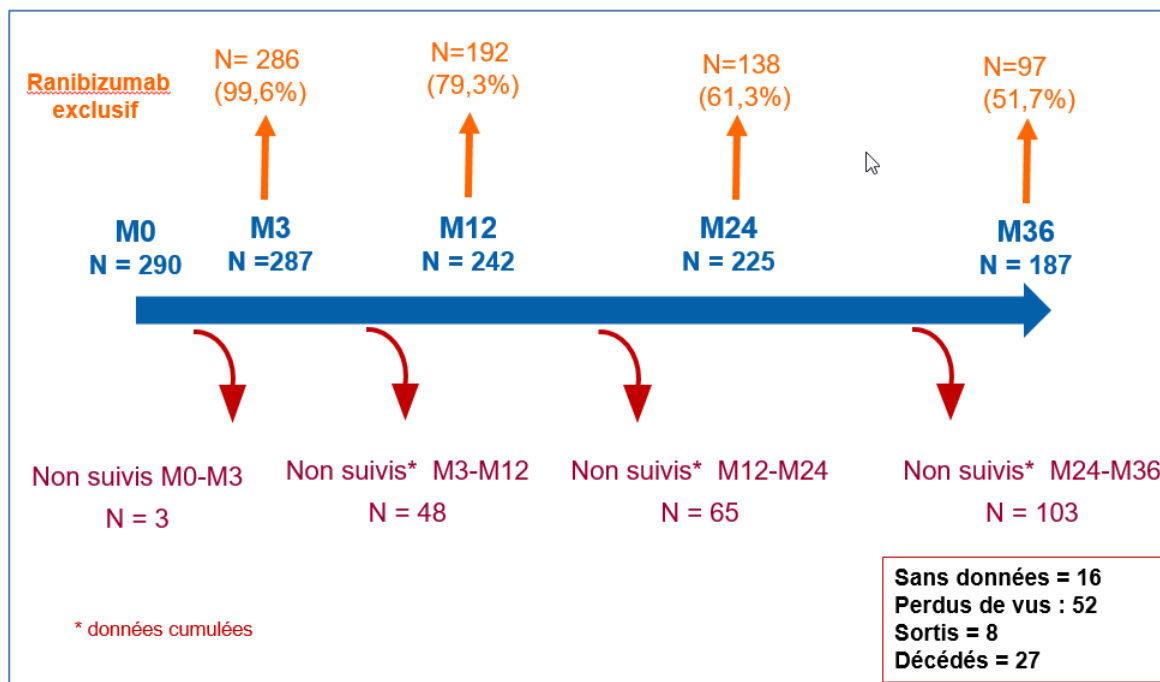 Ranibizumab
exclusif
N= 286
(99,6%)
N=192
(79,3%)
N=138
(61,3%)
N=97
(51,7%)
M0
N = 290
M3
N =287
M12
N = 242
M24
N = 225
M36
N = 187
Non suivis M0-M3
N = 3
Non suivis* M3-M12
N = 48
Non suivis* M12-M24
N = 65
Non suivis* M24-M36
N = 103
* données cumulées
Sans données = 16
Perdus de vus : 52
Sortis = 8
Décédés = 27